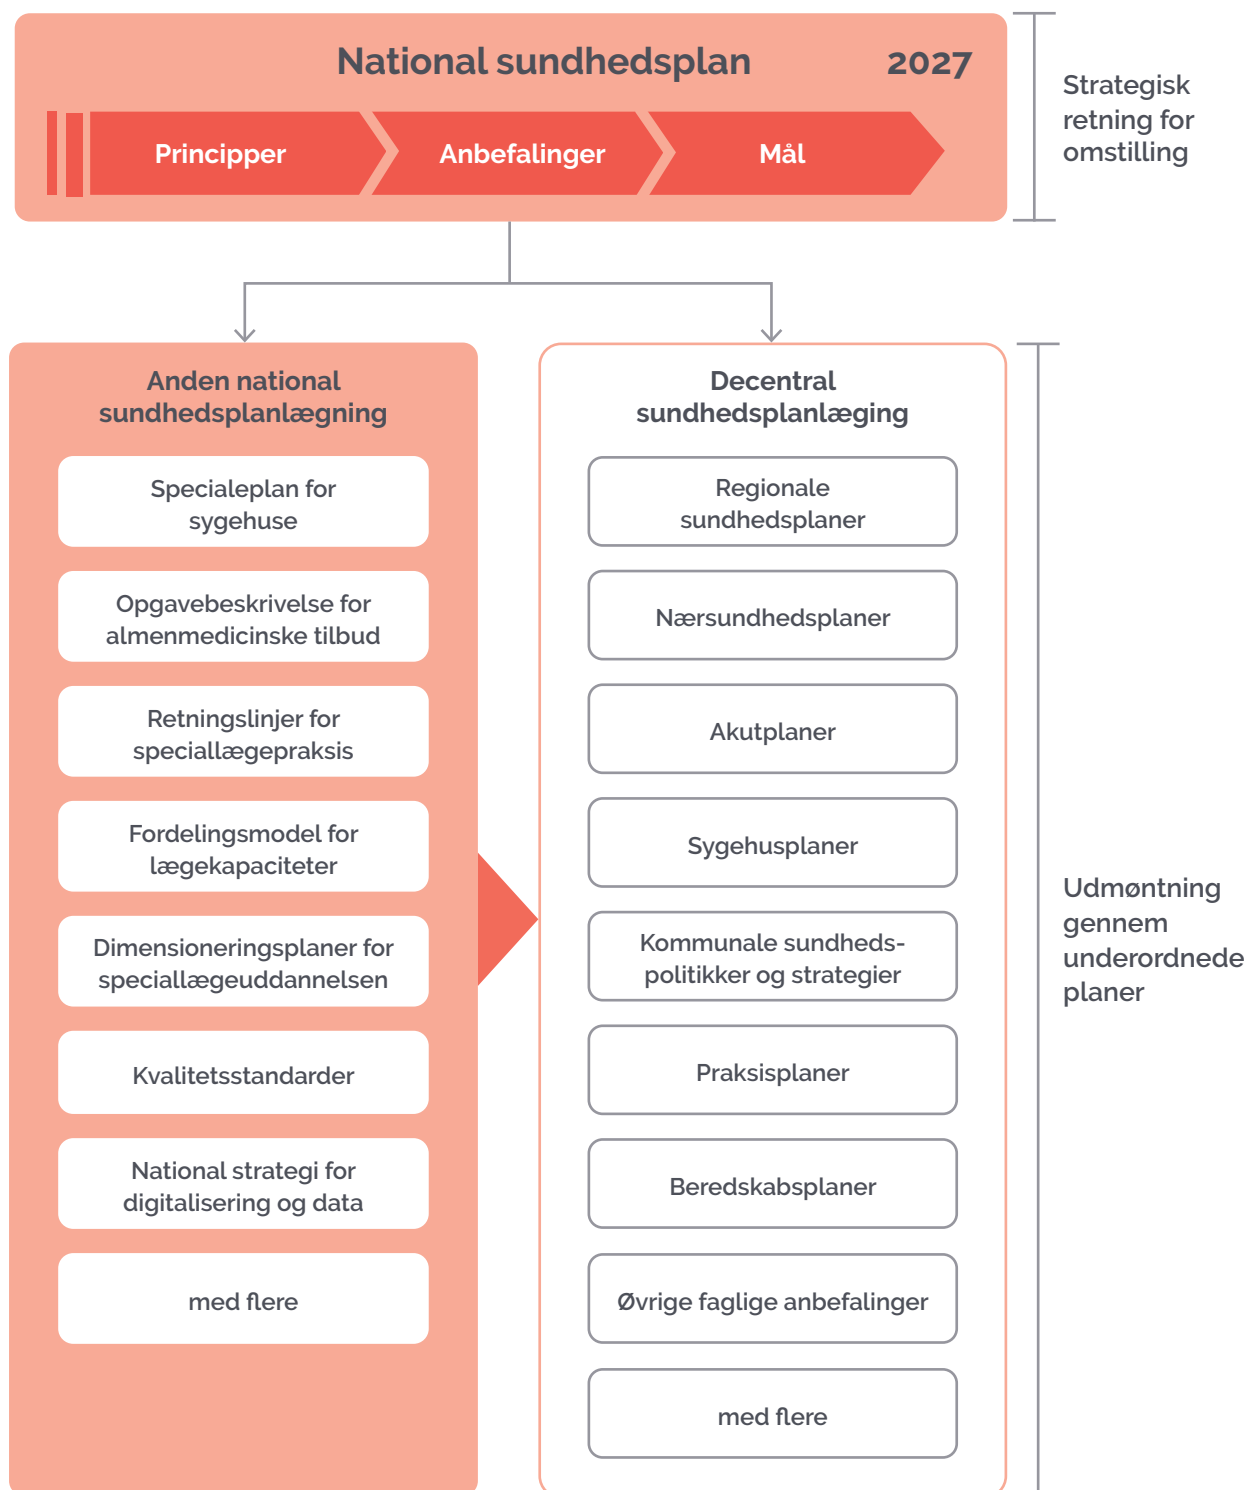 National sundhedsplan 2027
Principper
Anbefalinger
Mål
Strategisk
retning for
omstilling
Anden national
sundhedsplanlægning
Specialeplan for
sygehuse
Opgavebeskrivelse for
almenmedicinske tilbud
Retningslinjer for
speciallægepraksis
Fordelingsmodel for
lægekapaciteter
Dimensioneringsplaner for
speciallægeuddannelsen
Kvalitetsstandarder
National strategi for
digitalisering og data
med flere
Decentral
sundhedsplanlæging
Regionale
sundhedsplaner
Nærsundhedsplaner
Akutplaner
Sygehusplaner
Kommunale sundheds-
politikker og strategier
Praksisplaner
Beredskabsplaner
Øvrige faglige anbefalinger
med flere
Udmøntning
gennem
underordnede
planer